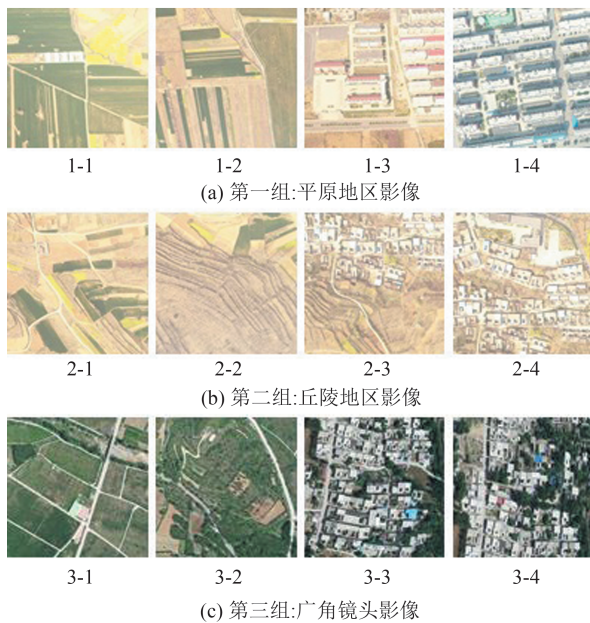 1-1 1-2 1-3 1-4
(a) 第一组:平原地区影像
2-1 2-2 2-3 2-4
(b) 第二组:丘陵地区影像
3-1 3-2 3-3 3-4
(c) 第三组:广角镜头影像